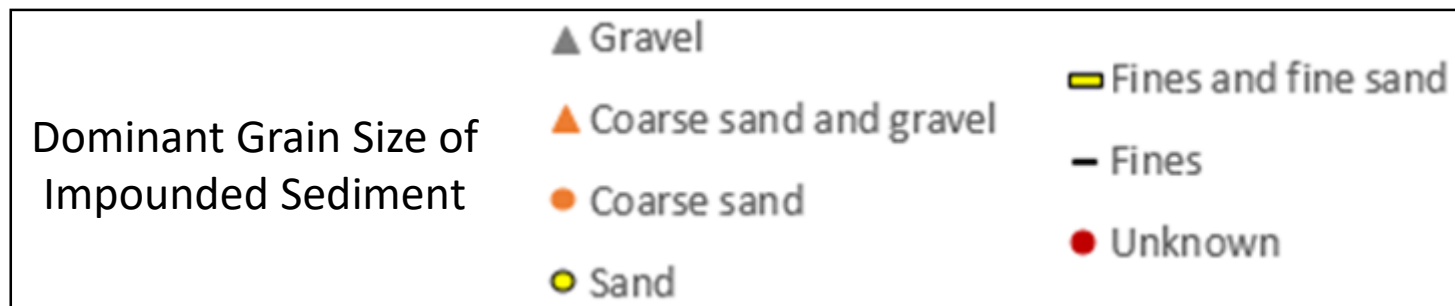 Dominant Grain Size of
Impounded Sediment
Gravel
Coarse sand and gravel
Coarse sand
Sand
Fines and fine sand
Fines
Unknown